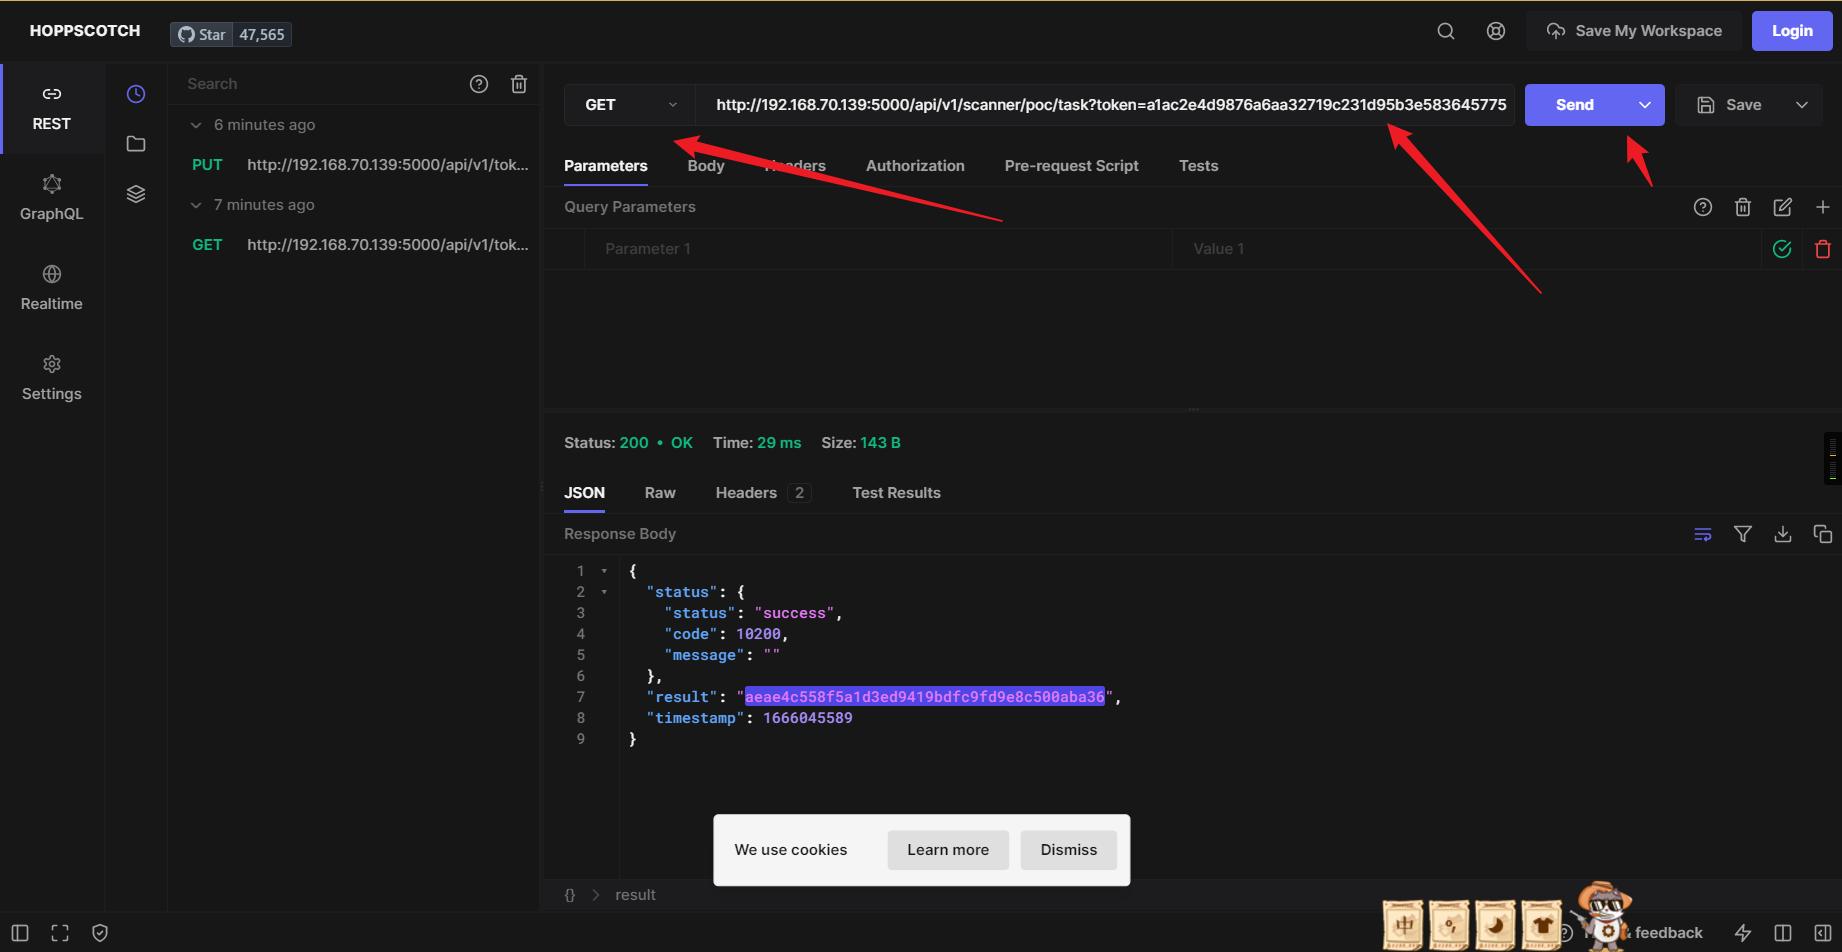 HOPPSCOTCH
Star 47,565
Save My Workspace
Login
REST
GraphQL
Realtime
Settings
Search
6 minutes ago
PUT http://192.168.70.139:5000/api/v1/tok...
7 minutes ago
GET http://192.168.70.139:5000/api/v1/tok...
GET http://192.168.70.139:5000/api/v1/scanner/poc/task?token=a1ac2e4d9876a6aa32719c231d95b3e583645775
Send
Save
Parameters Body Headers Authorization Pre-request Script Tests
Query Parameters
Parameter 1 Value 1
Status: 200 • OK Time: 29 ms Size: 143 B
JSON Raw Headers 2 Test Results
Response Body
1 {
2 "status": {
3 "status": "success",
4 "code": 10200,
5 "message": ""
6 },
7 "result": "aeae4c558f5a1d3ed9419bdfc9fd9e8c500aba36",
8 "timestamp": 1666045589
9 }
We use cookies
Learn more
Dismiss
{} > result
中
feedback